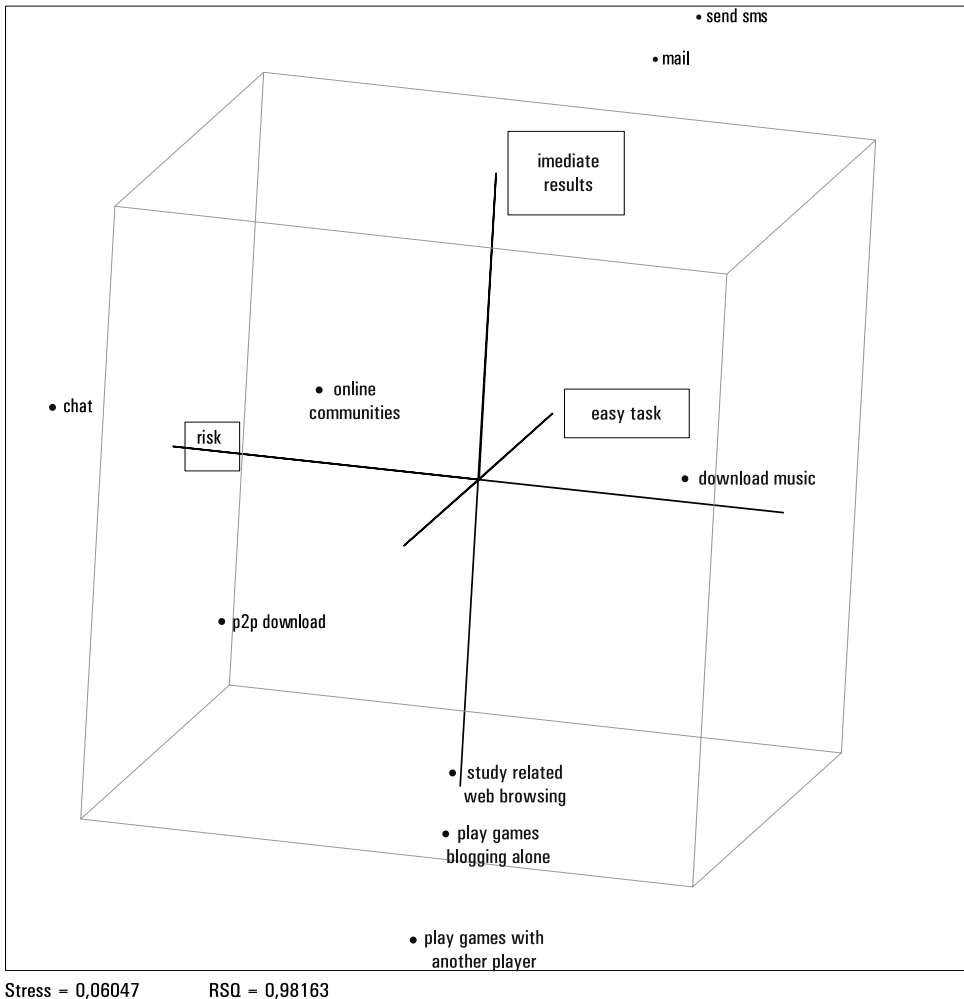 send sms
mail
imediate
results
online
communities
chat
easy task
risk
download music
p2p download
study related
web browsing
play games
blogging alone
play games with
another player
Stress = 0,06047 RSQ = 0,98163